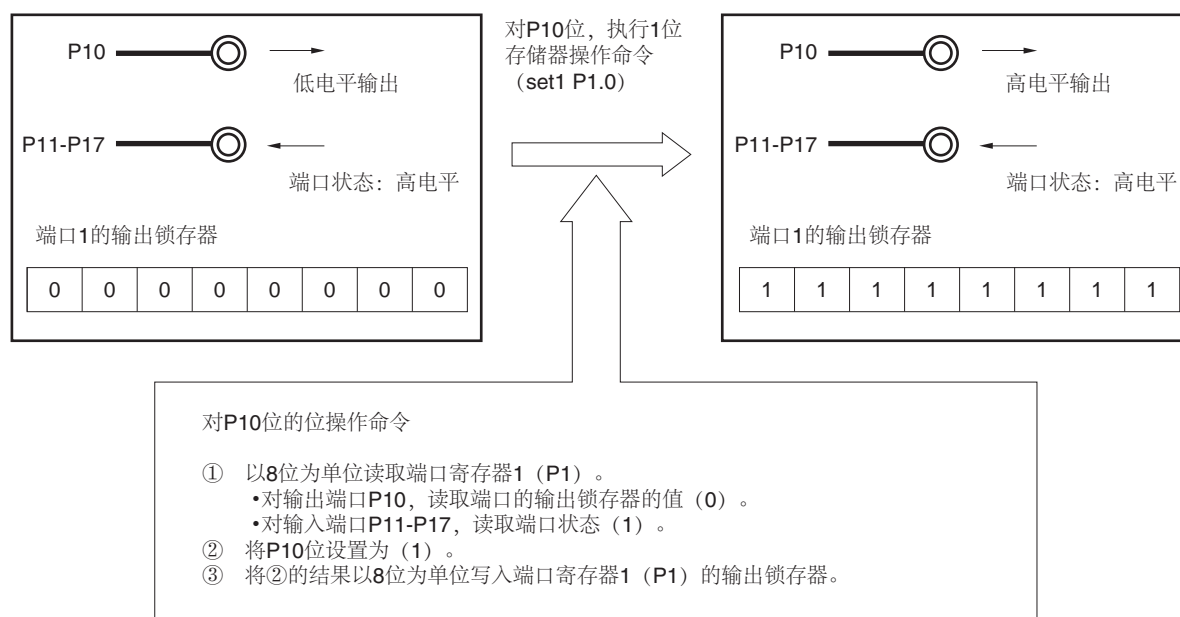 P10
低电平输出
P11-P17
端口状态：高电平
端口1的输出锁存器
0 0 0 0 0 0 0 0
对P10位，执行1位
存储器操作命令
（set1 P1.0）
P10
高电平输出
P11-P17
端口状态：高电平
端口1的输出锁存器
1 1 1 1 1 1 1 1
对P10位的位操作命令
① 以8位为单位读取端口寄存器1（P1）。
•对输出端口P10，读取端口的输出锁存器的值（0）。
•对输入端口P11-P17，读取端口状态（1）。
② 将P10位设置为（1）。
③ 将②的结果以8位为单位写入端口寄存器1（P1）的输出锁存器。